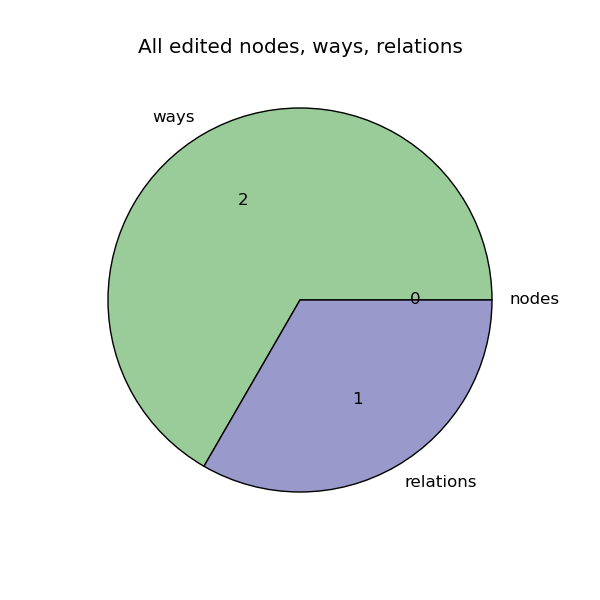 All edited nodes, ways, relations
ways
2
0
nodes
1
relations